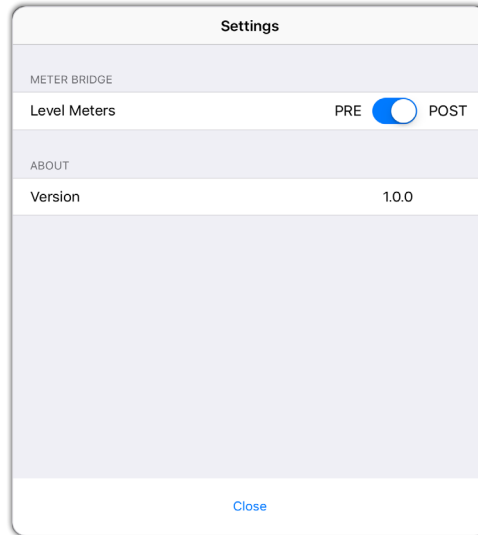 Settings
METER BRIDGE
Level Meters PRE POST
ABOUT
Version 1.0.0
Close